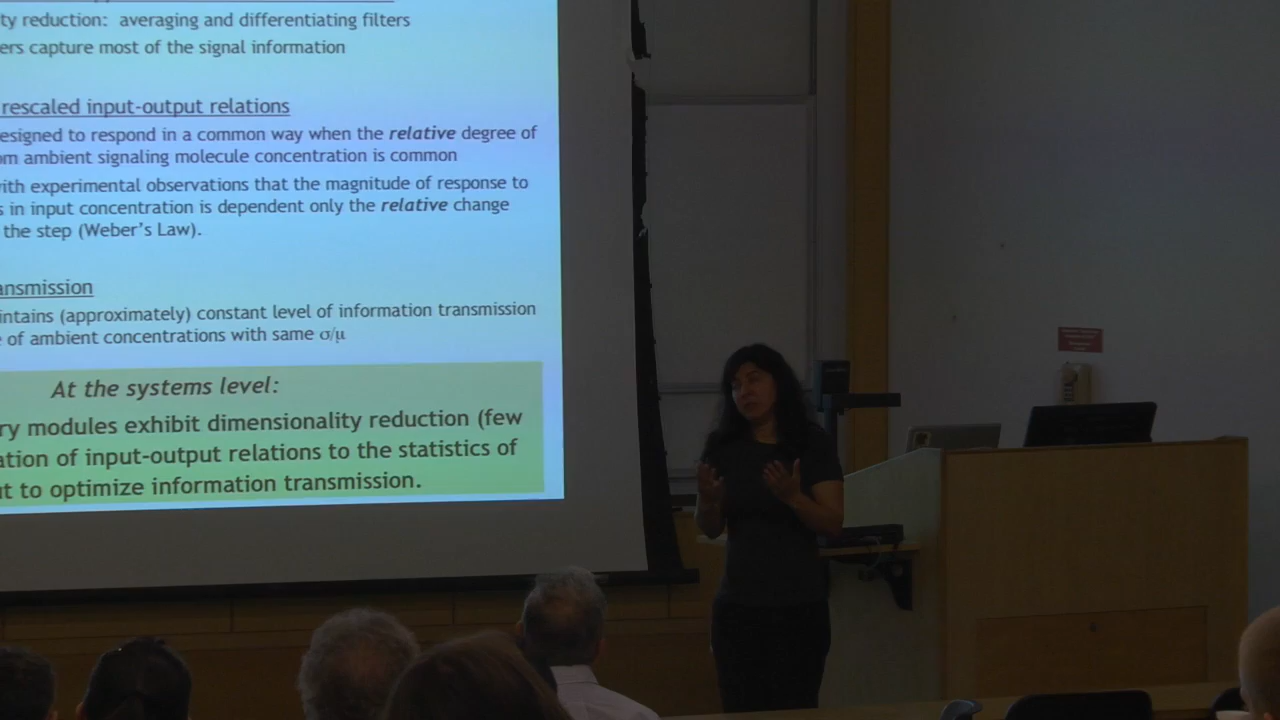 ty reduction: averaging and differentiating filters
ers capture most of the signal information
rescaled input-output relations
esigned to respond in a common way when the relative degree of
om ambient signaling molecule concentration is common
ith experimental observations that the magnitude of response to
s in input concentration is dependent only the relative change
the step (Weber's Law).
ansmission
intains (approximately) constant level of information transmission
e of ambient concentrations with same σ/μ
At the systems level:
ry modules exhibit dimensionality reduction (few
ation of input-output relations to the statistics of
ut to optimize information transmission.